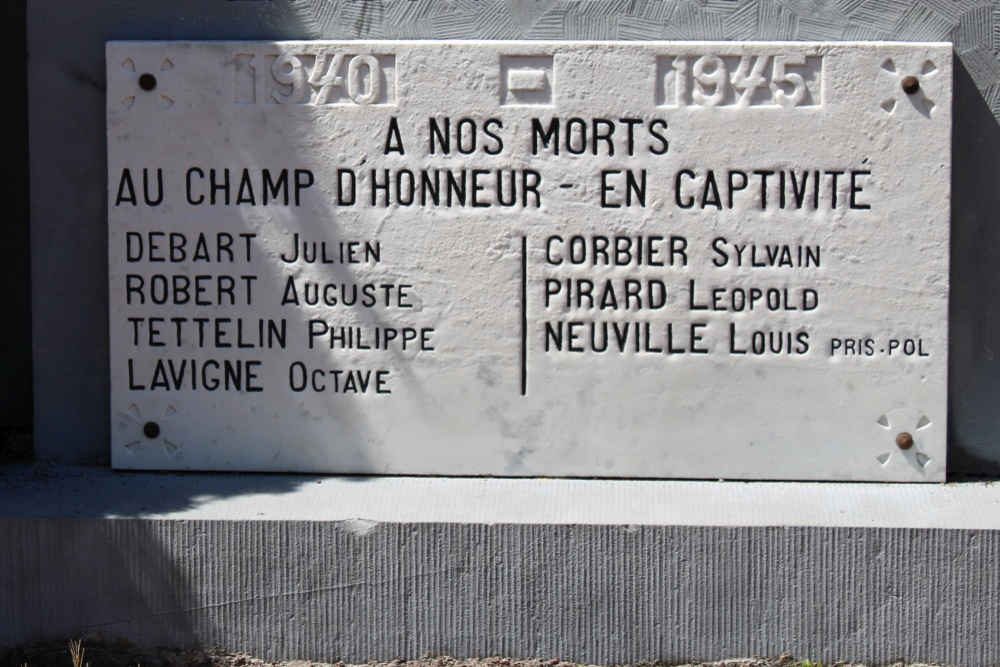 1940 - 1945
A NOS MORTS
AU CHAMP D'HONNEUR - EN CAPTIVITÉ
DEBART JULIEN
ROBERT AUGUSTE
TETTELIN PHILIPPE
LAVIGNE OCTAVE
CORBIER SYLVAIN
PIRARD LEOPOLD
NEUVILLE LOUIS PRIS.POL